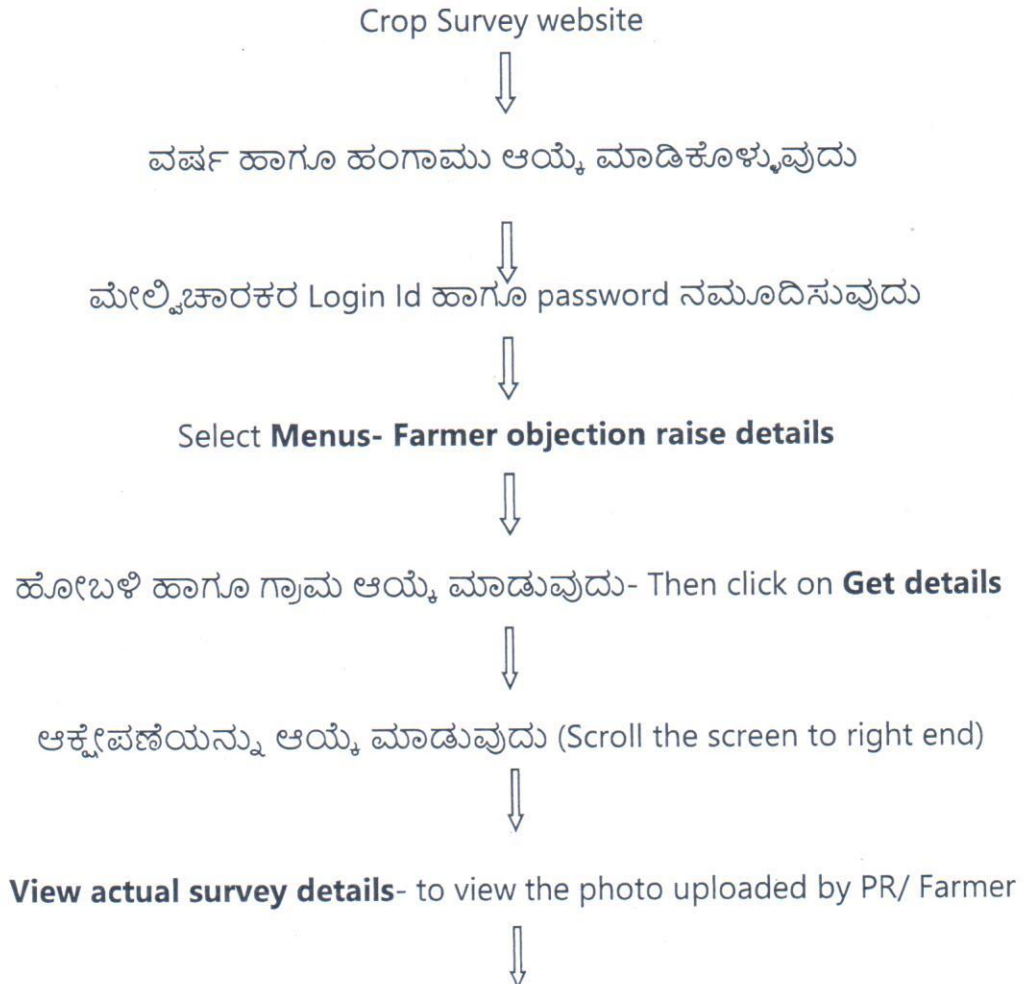 Crop Survey website
ವರ್ಷ ಹಾಗೂ ಹಂಗಾಮು ಆಯ್ಕೆ ಮಾಡಿಕೊಳ್ಳುವುದು
ಮೇಲ್ವಿಚಾರಕರ Login Id ಹಾಗೂ password ನಮೂದಿಸುವುದು
Select Menus- Farmer objection raise details
ಹೋಬಳಿ ಹಾಗೂ ಗ್ರಾಮ ಆಯ್ಕೆ ಮಾಡುವುದು- Then click on Get details
ಆಕ್ಷೇಪಣೆಯನ್ನು ಆಯ್ಕೆ ಮಾಡುವುದು (Scroll the screen to right end)
View actual survey details- to view the photo uploaded by PR/ Farmer